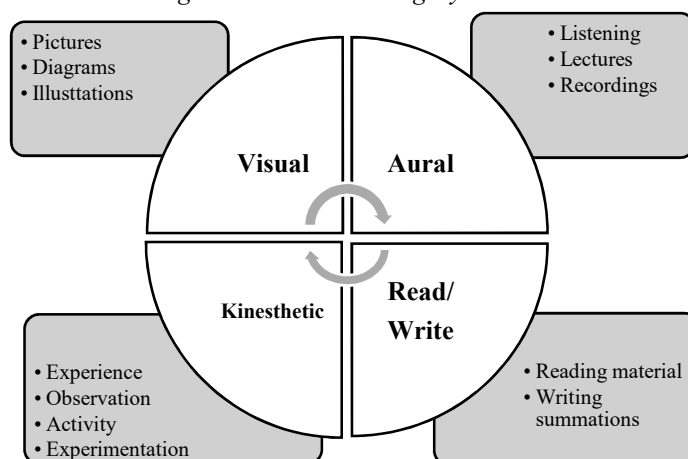 • Pictures
• Diagrams
• Illusttations
• Listening
• Lectures
• Recordings
Visual
Aural
Kinesthetic
Read/
Write
• Experience
• Observation
• Activity
• Experimentation
• Reading material
• Writing
summations